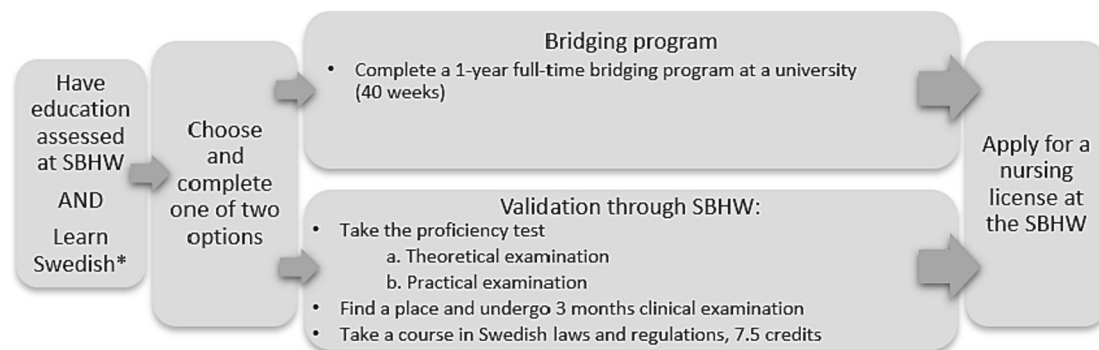 Have
education
assessed
at SBHW
AND
Learn
Swedish*
Choose
and
complete
one of two
options
Bridging program
• Complete a 1-year full-time bridging program at a university
(40 weeks)
Validation through SBHW:
• Take the proficiency test
a. Theoretical examination
b. Practical examination
• Find a place and undergo 3 months clinical examination
• Take a course in Swedish laws and regulations, 7.5 credits
Apply for a
nursing
license at
the SBHW